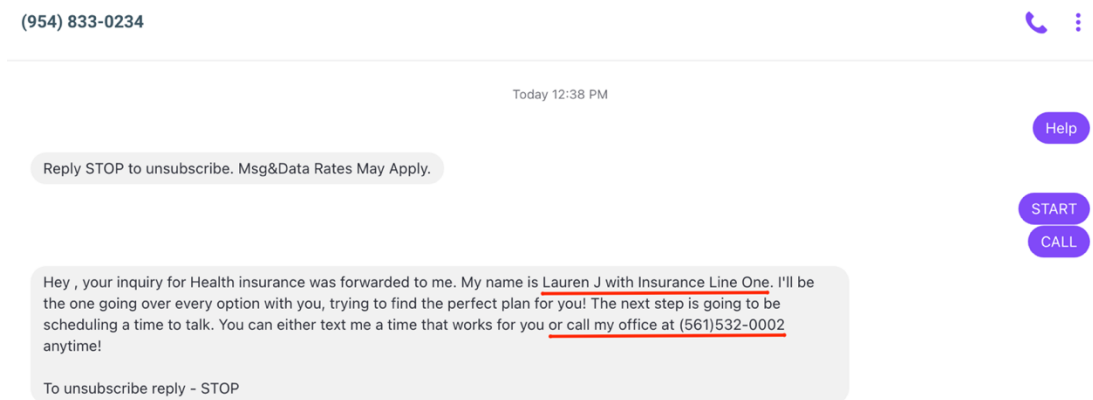 (954) 833-0234
Today 12:38 PM
Help
Reply STOP to unsubscribe. Msg&Data Rates May Apply.
START
CALL
Hey , your inquiry for Health insurance was forwarded to me. My name is Lauren J with Insurance Line One. I'll be
the one going over every option with you, trying to find the perfect plan for you! The next step is going to be
scheduling a time to talk. You can either text me a time that works for you or call my office at (561)532-0002
anytime!
To unsubscribe reply - STOP